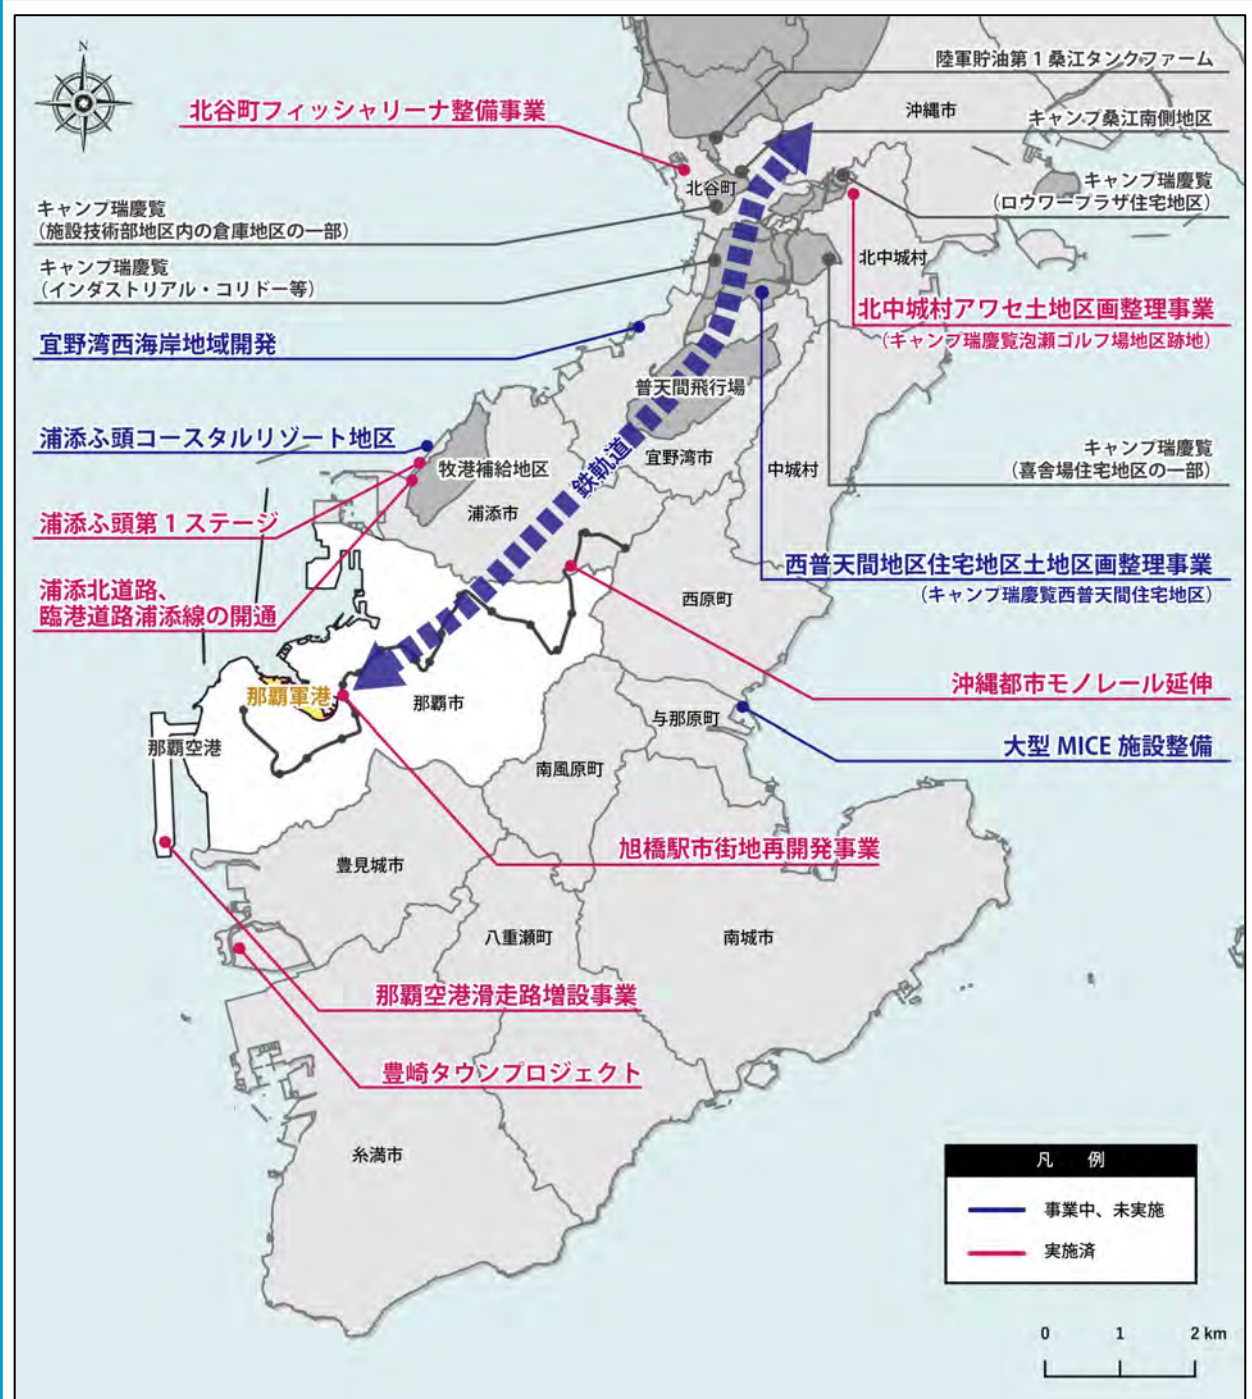 N
陸軍貯油第1桑江タンクファーム
北谷町フィッシャリーナ整備事業
沖縄市
キャンプ桑江南側地区
北谷町
キャンプ瑞慶覧
(ロウワープラザ住宅地区)
キャンプ瑞慶覧
(施設技術部地区内の倉庫地区の一部)
北中城村
キャンプ瑞慶覧
(インダストリアル・コリドー等)
北中城村アワセ土地区画整理事業
(キャンプ瑞慶覧泡瀬ゴルフ場地区跡地)
宜野湾西海岸地域開発
普天間飛行場
浦添ふ頭コースタルリゾート地区
宜野湾市
中城村
キャンプ瑞慶覧
(喜舎場住宅地区の一部)
牧港補給地区
鉄軌道
浦添市
浦添ふ頭第1ステージ
西普天間地区住宅地区土地区画整理事業
(キャンプ瑞慶覧西普天間住宅地区)
浦添北道路、
臨港道路浦添線の開通
西原町
沖縄都市モノレール延伸
那覇軍港
那覇市
与那原町
那覇空港
大型 MICE 施設整備
南風原町
旭橋駅市街地再開発事業
豊見城市
八重瀬町
南城市
那覇空港滑走路増設事業
豊崎タウンプロジェクト
糸満市
凡 例
事業中、未実施
実施済
0 1 2 km